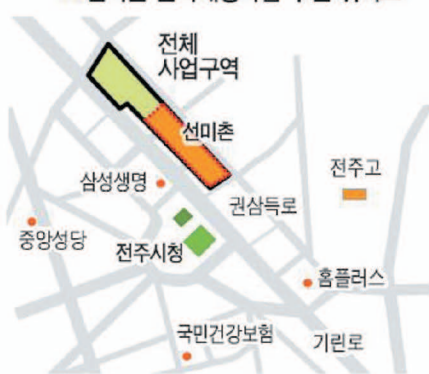 전체
사업구역
선미촌
삼성생명
전주고
권삼득로
중앙성당
전주시청
홈플러스
국민건강보험
기린로